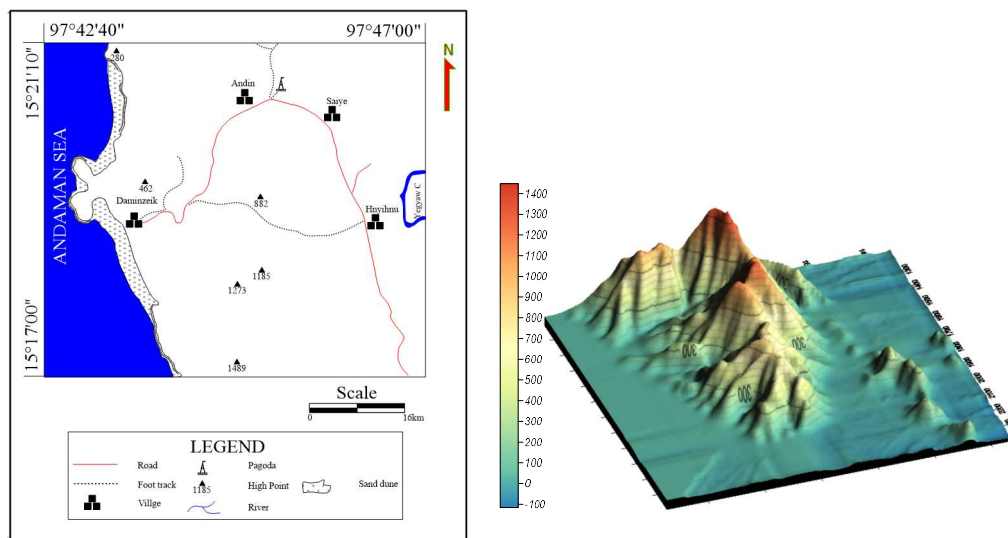 97°42'40" 97°47'00"
N
15°21'10"
280
Andin
Saiye
462
Daminzeik
882
Hnyihnu
Yegyaw C
ANDAMAN SEA
1185
1273
15°17'00"
1489
Scale
0 16km
LEGEND
Road Pagoda
Foot track High Point Sand dune
1185
Villge River
1400
1300
1200
1100
1000
900
800
700
600
500
400
300
200
100
0
-100
300
300
300